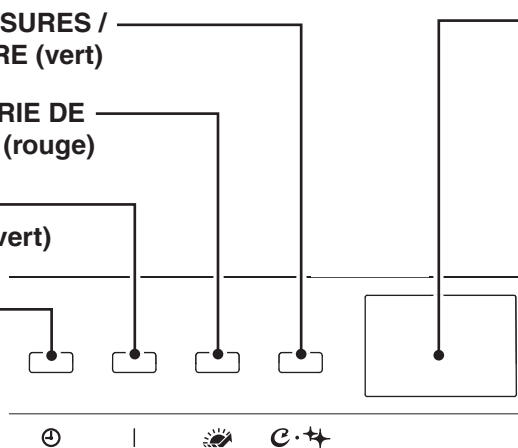 SURES /
RE (vert)
RIE DE
(rouge)
vert)